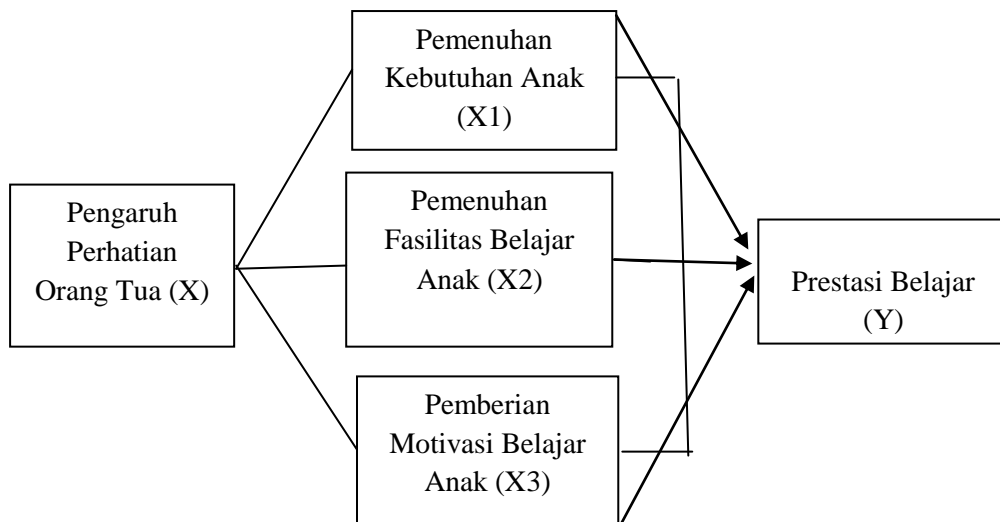 Pemenuhan
Kebutuhan Anak
(X1)
Pengaruh
Perhatian
Orang Tua (X)
Pemenuhan
Fasilitas Belajar
Anak (X2)
Prestasi Belajar
(Y)
Pemberian
Motivasi Belajar
Anak (X3)